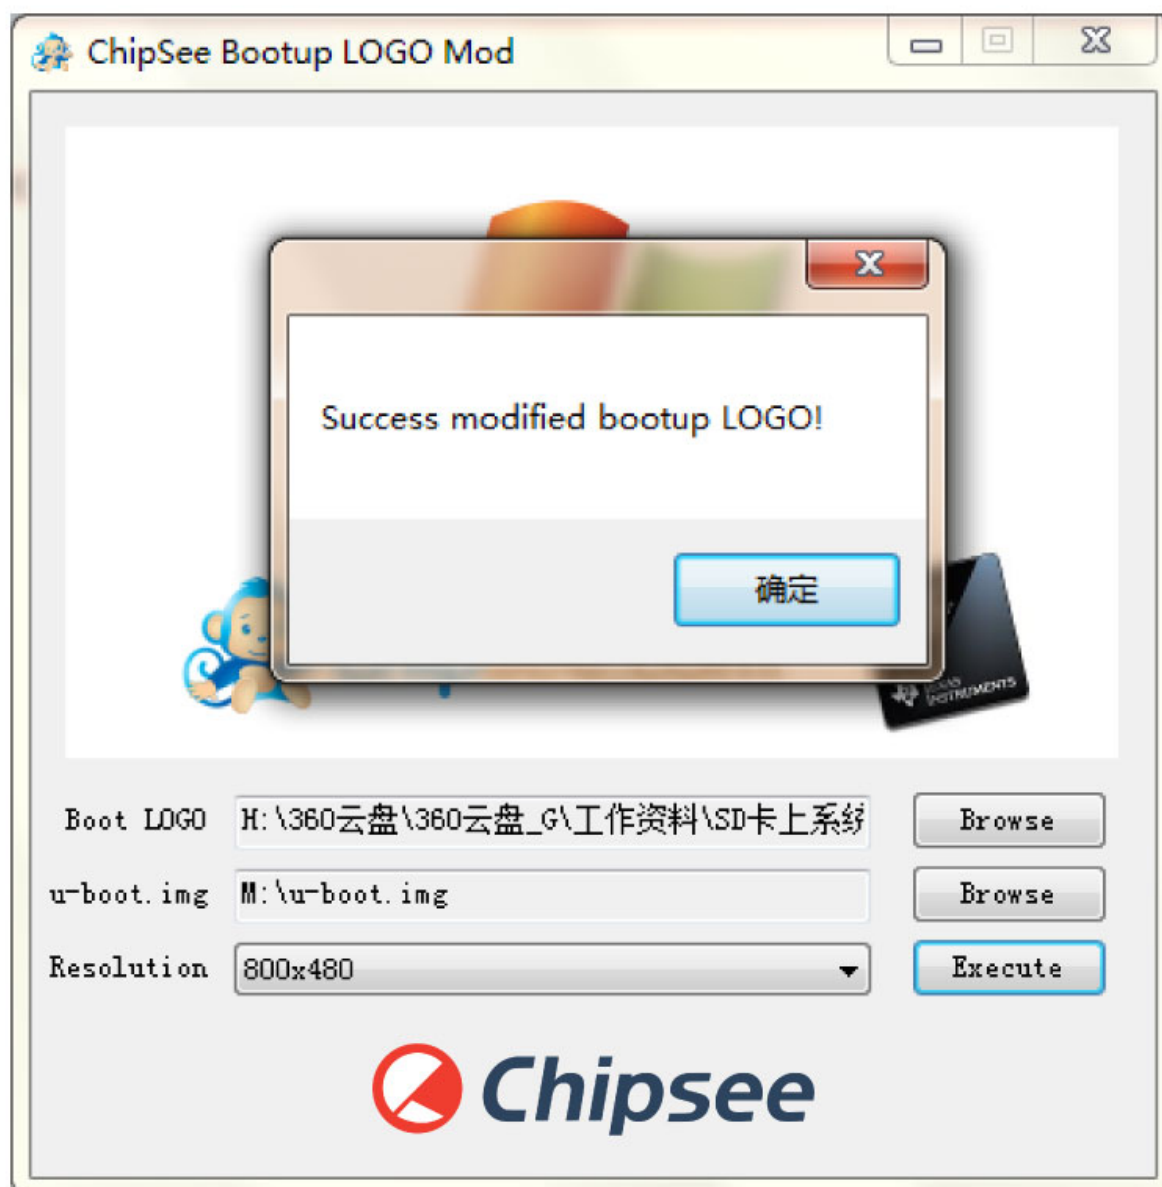 ChipSee Bootup LOGO Mod
Success modified bootup LOGO!
确定
TEXAS
INSTRUMENTS
Boot LOGO H:\360云盘\360云盘_G\工作资料\SD卡上系统 Browse
u-boot.img M:\u-boot.img Browse
Resolution 800x480 Execute
Chipsee